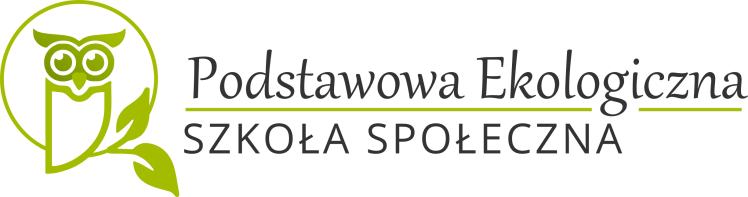 Podstawowa Ekologiczna
SZKOŁA SPOŁECZNA